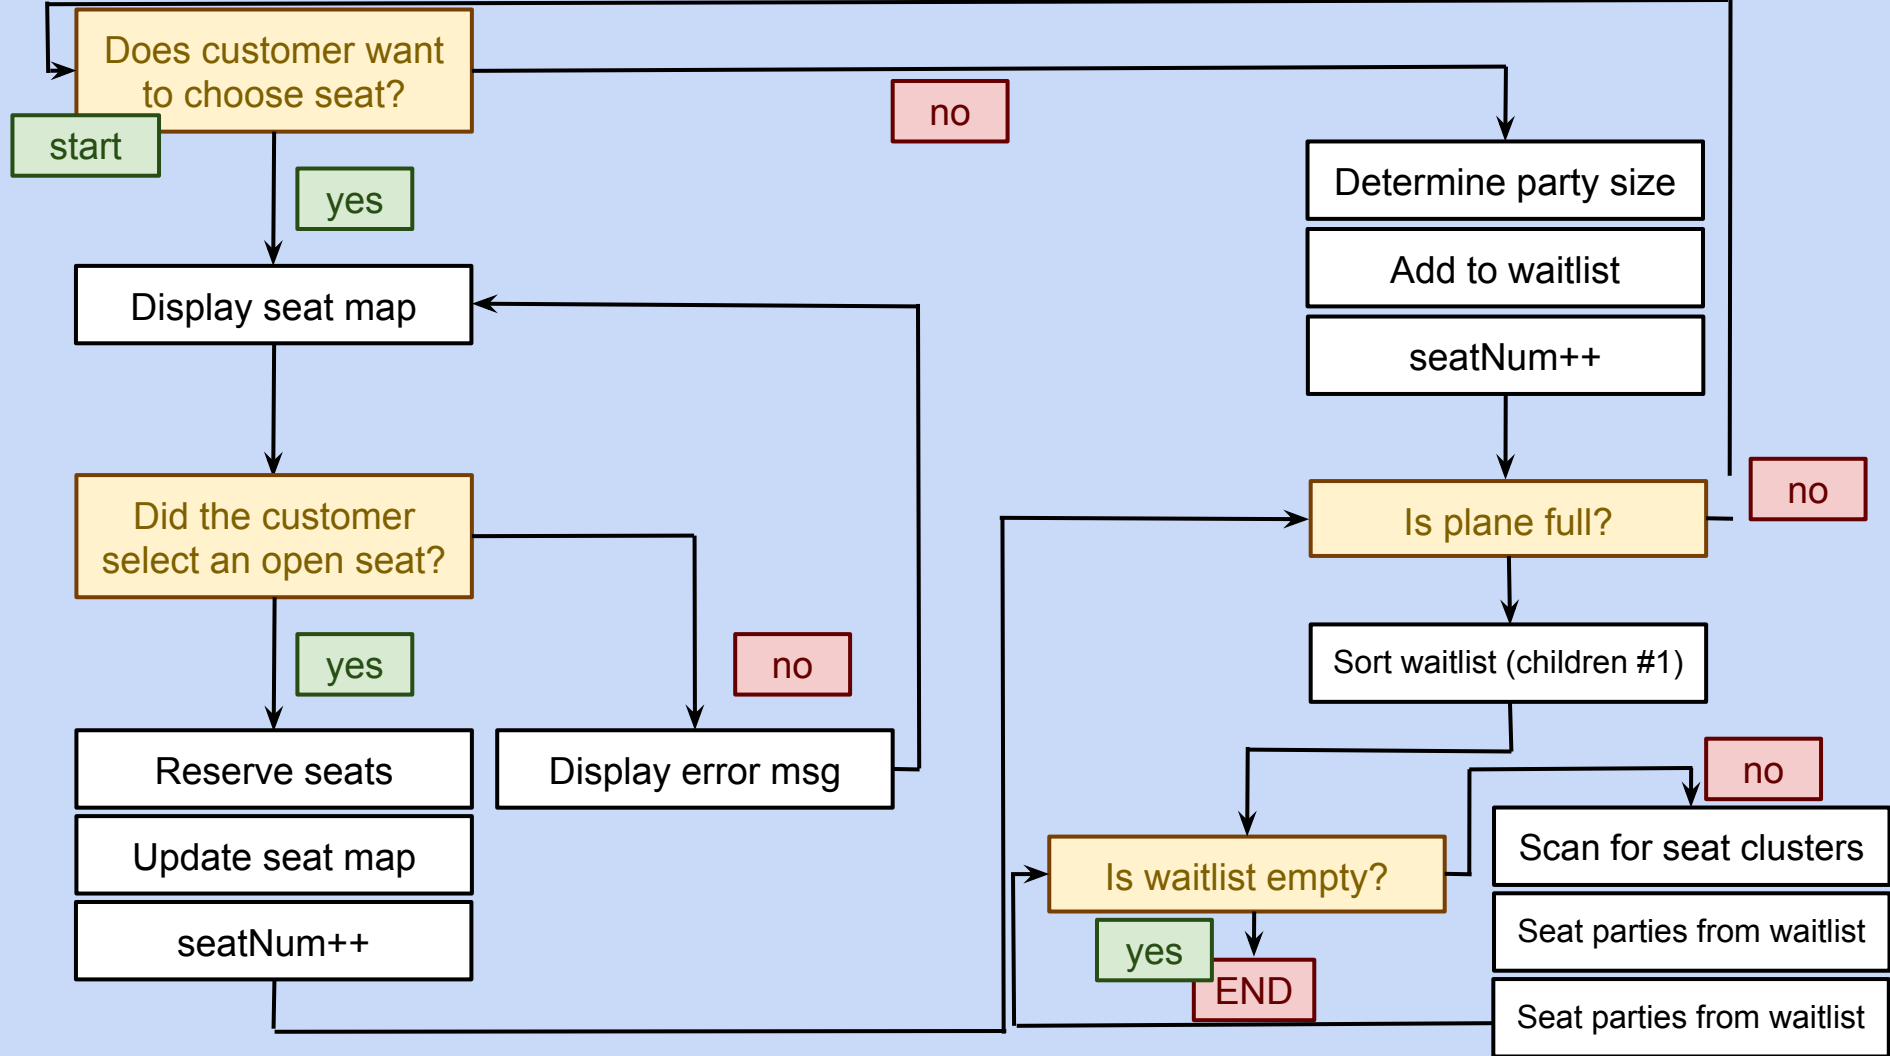 Does customer want
to choose seat?
start
no
yes
Determine party size
Add to waitlist
seatNum++
Display seat map
Did the customer
select an open seat?
Is plane full?
no
yes
no
Sort waitlist (children #1)
Reserve seats
Display error msg
Update seat map
seatNum++
no
Is waitlist empty?
Scan for seat clusters
Seat parties from waitlist
Seat parties from waitlist
yes
END